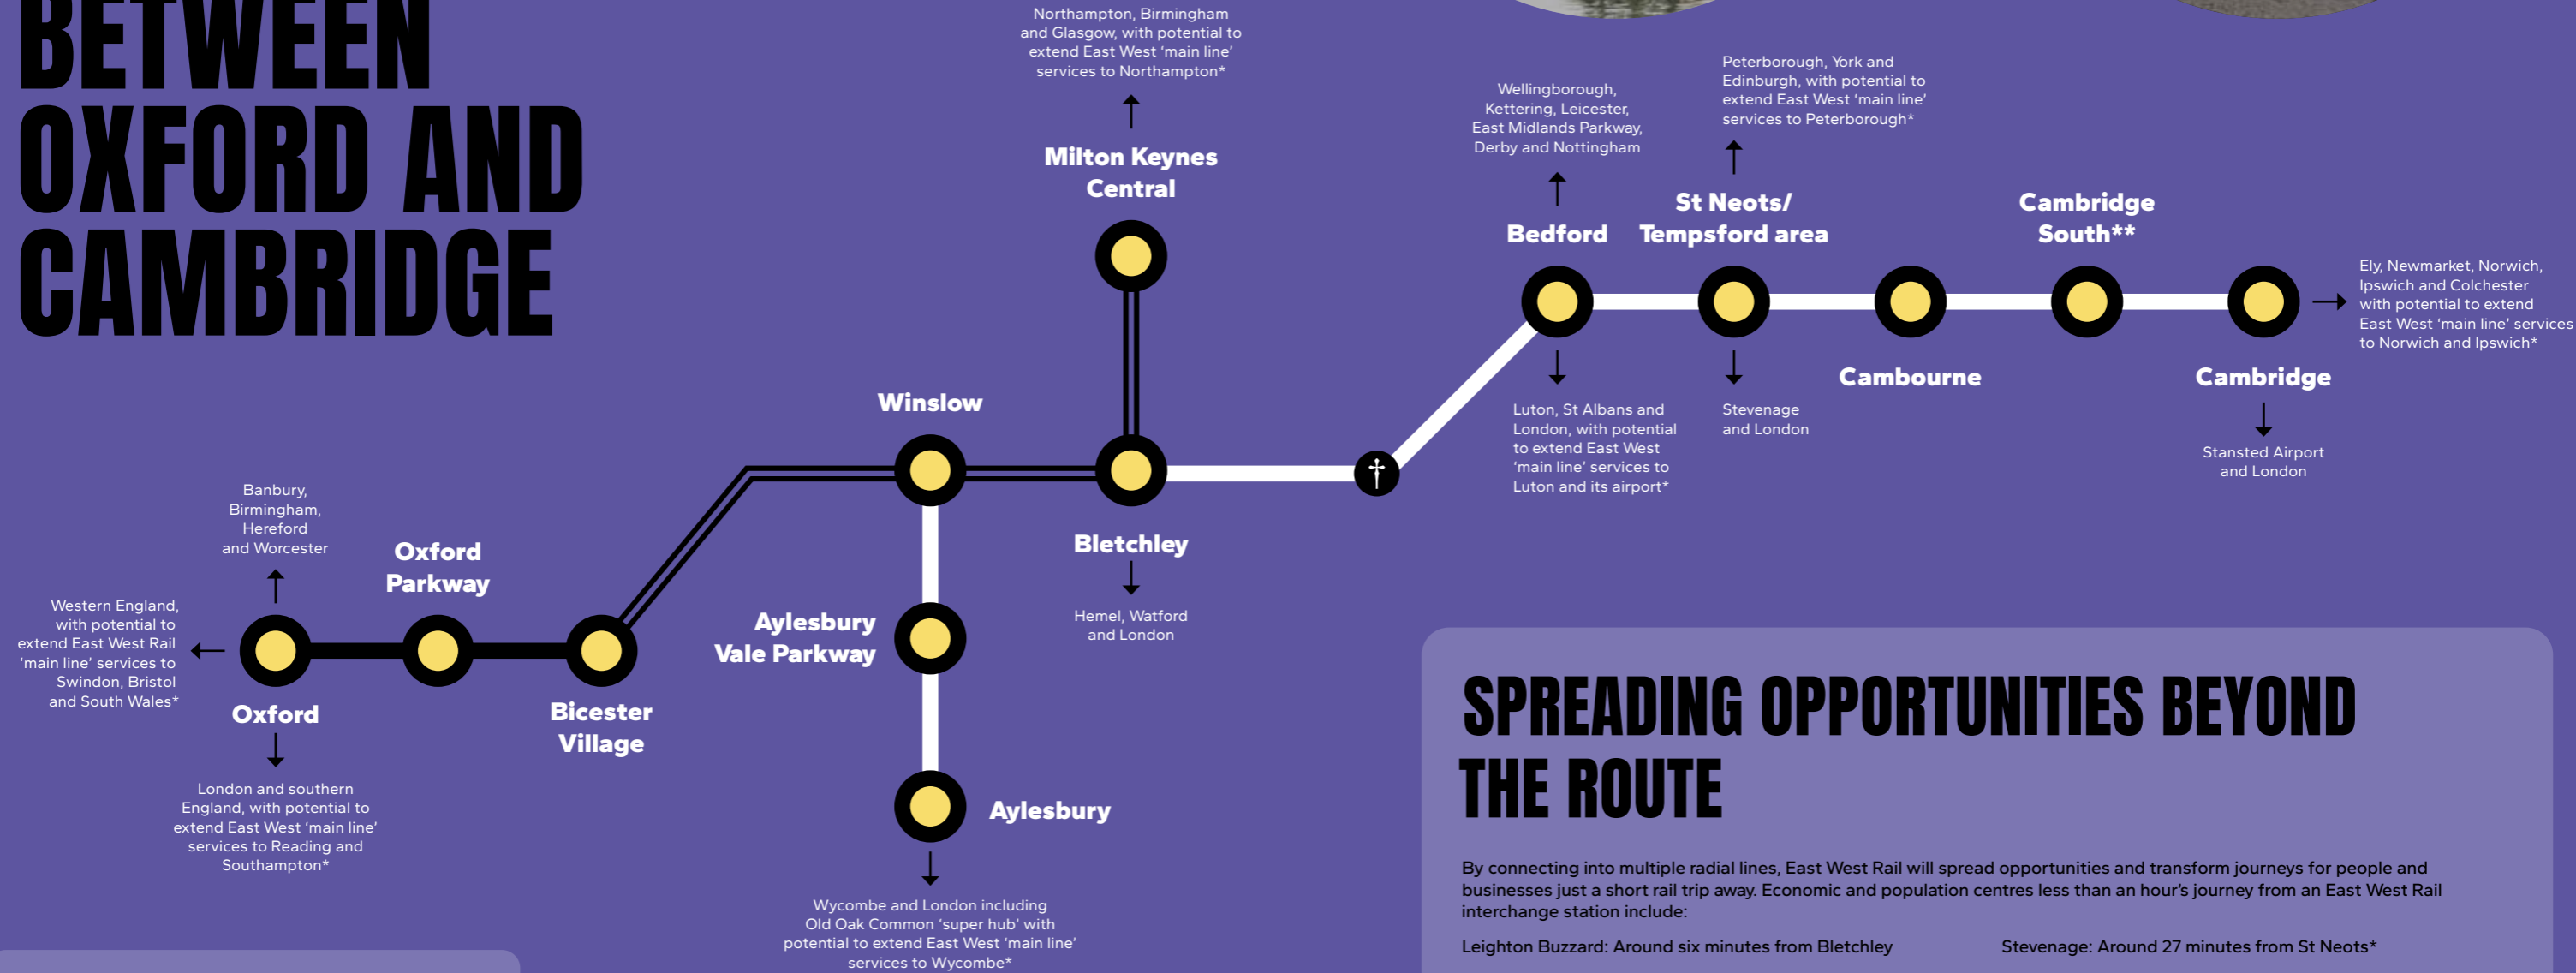 BETWEEN
OXFORD AND
CAMBRIDGE
Northampton, Birmingham
and Glasgow, with potential to
extend East West ‘main line’
services to Northampton*
Milton Keynes
Central
Wellingborough,
Kettering, Leicester,
East Midlands Parkway,
Derby and Nottingham
Bedford
Peterborough, York and
Edinburgh, with potential to
extend East West ‘main line’
services to Peterborough*
St Neots/
Tempsford area
Cambridge
South**
Ely, Newmarket, Norwich,
Ipswich and Colchester
with potential to extend
East West ‘main line’ services
to Norwich and Ipswich*
Cambourne
Cambridge
Stansted Airport
and London
Luton, St Albans and
London, with potential
to extend East West
‘main line’ services to
Luton and its airport*
Stevenage
and London
Winslow
†
Bletchley
Hemel, Watford
and London
Banbury,
Birmingham,
Hereford
and Worcester
Oxford
Parkway
Western England,
with potential to
extend East West Rail
‘main line’ services to
Swindon, Bristol
and South Wales*
Oxford
Bicester
Village
London and southern
England, with potential to
extend East West ‘main line’
services to Reading and
Southampton*
Aylesbury
Vale Parkway
Aylesbury
Wycombe and London including
Old Oak Common ‘super hub’ with
potential to extend East West ‘main line’
services to Wycombe*
SPREADING OPPORTUNITIES BEYOND
THE ROUTE
By connecting into multiple radial lines, East West Rail will spread opportunities and transform journeys for people and
businesses just a short rail trip away. Economic and population centres less than an hour’s journey from an East West Rail
interchange station include:
Leighton Buzzard: Around six minutes from Bletchley
Stevenage: Around 27 minutes from St Neots*